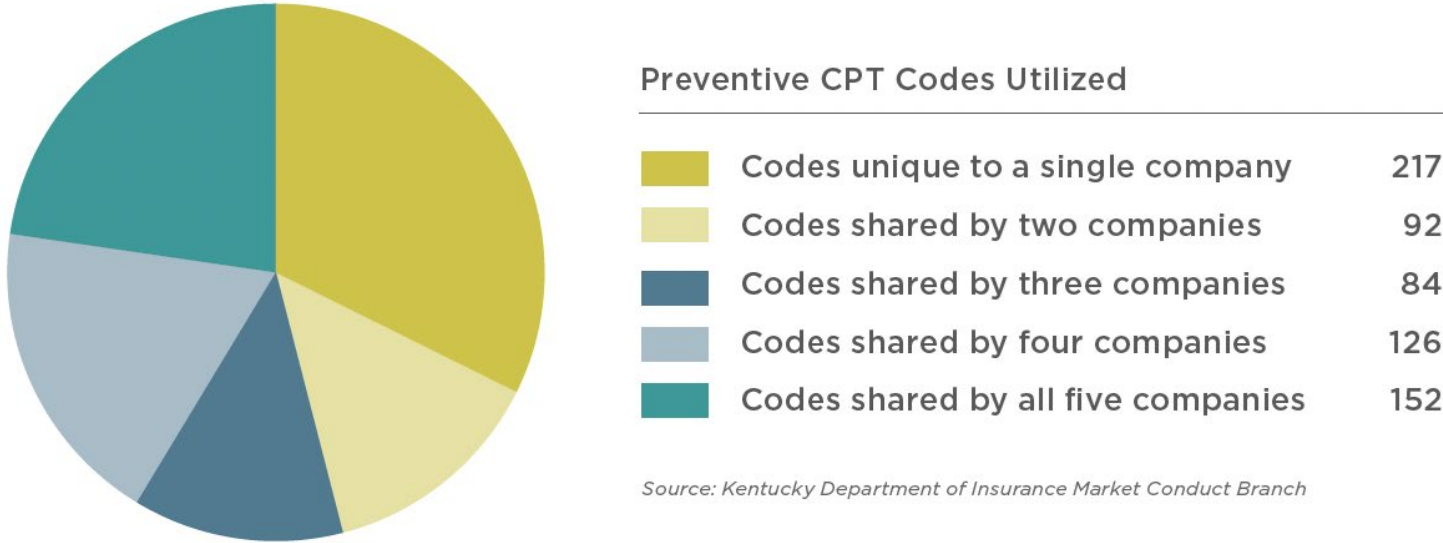 Preventive CPT Codes Utilized
Codes unique to a single company 217
Codes shared by two companies 92
Codes shared by three companies 84
Codes shared by four companies 126
Codes shared by all five companies 152
Source: Kentucky Department of Insurance Market Conduct Branch